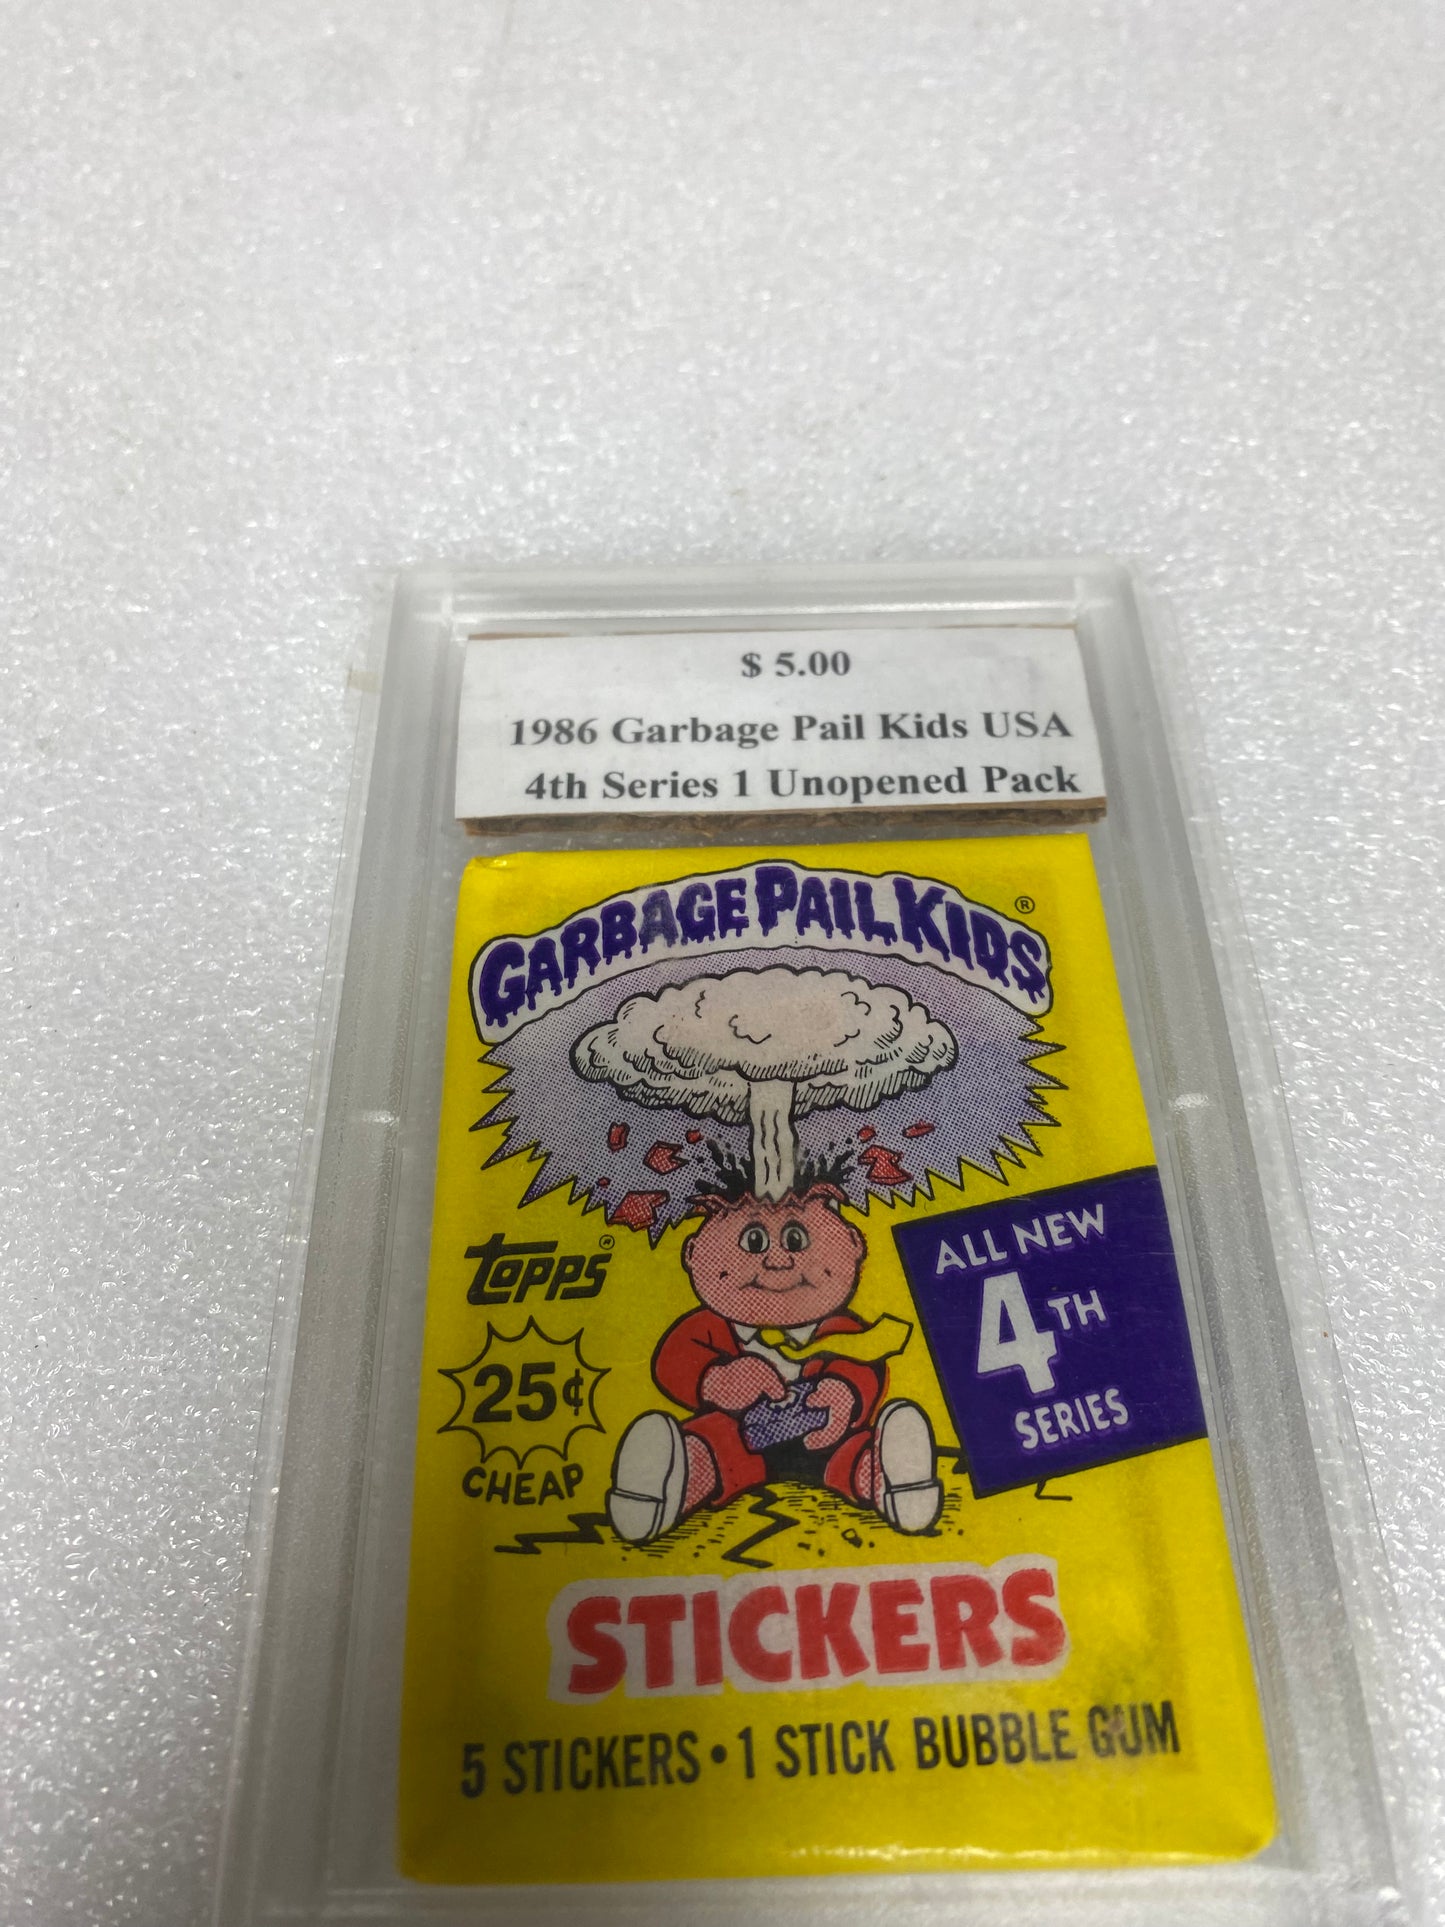 $ 5.00
1986 Garbage Pail Kids USA
4th Series 1 Unopened Pack
GARBAGE PAIL KIDS ®
TOPPS ®
25¢
CHEAP
ALL NEW
4TH
SERIES
STICKERS
5 STICKERS • 1 STICK BUBBLE GUM